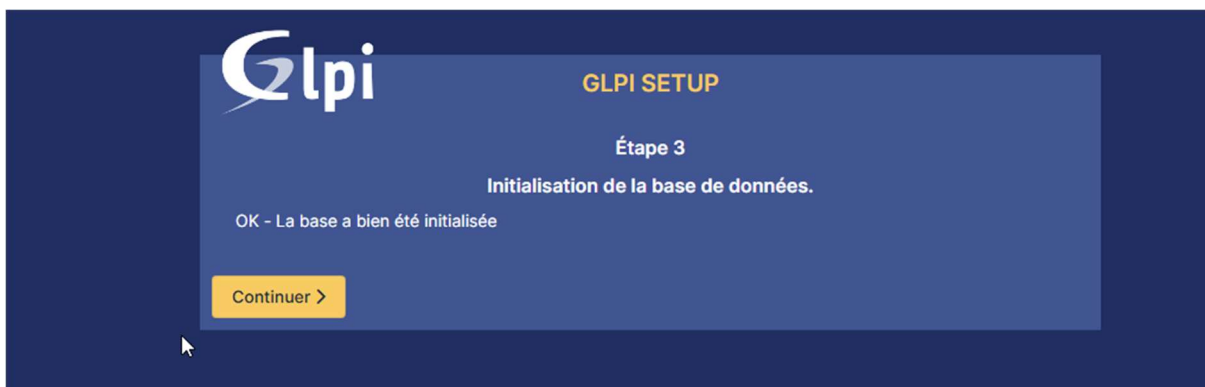 Glpi
GLPI SETUP
Étape 3
Initialisation de la base de données.
OK - La base a bien été initialisée
Continuer >